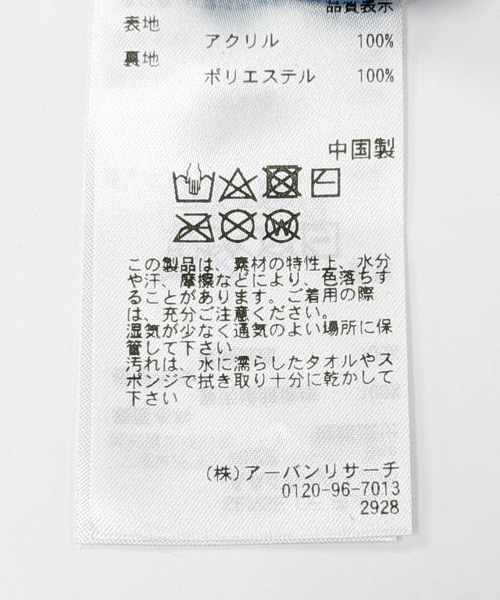 品質表示
表地
アクリル 100%
裏地
ポリエステル 100%
中国製
この製品は、素材の特性上、水分
や汗、摩擦などにより、色落ちす
ることがあります。ご着用の際
は、充分ご注意ください。
湿気が少なく通気のよい場所に保
管して下さい
汚れは、水に濡らしたタオルやス
ポンジで拭き取り十分に乾かして
下さい
(株)アーバンリサーチ
0120-96-7013
2928